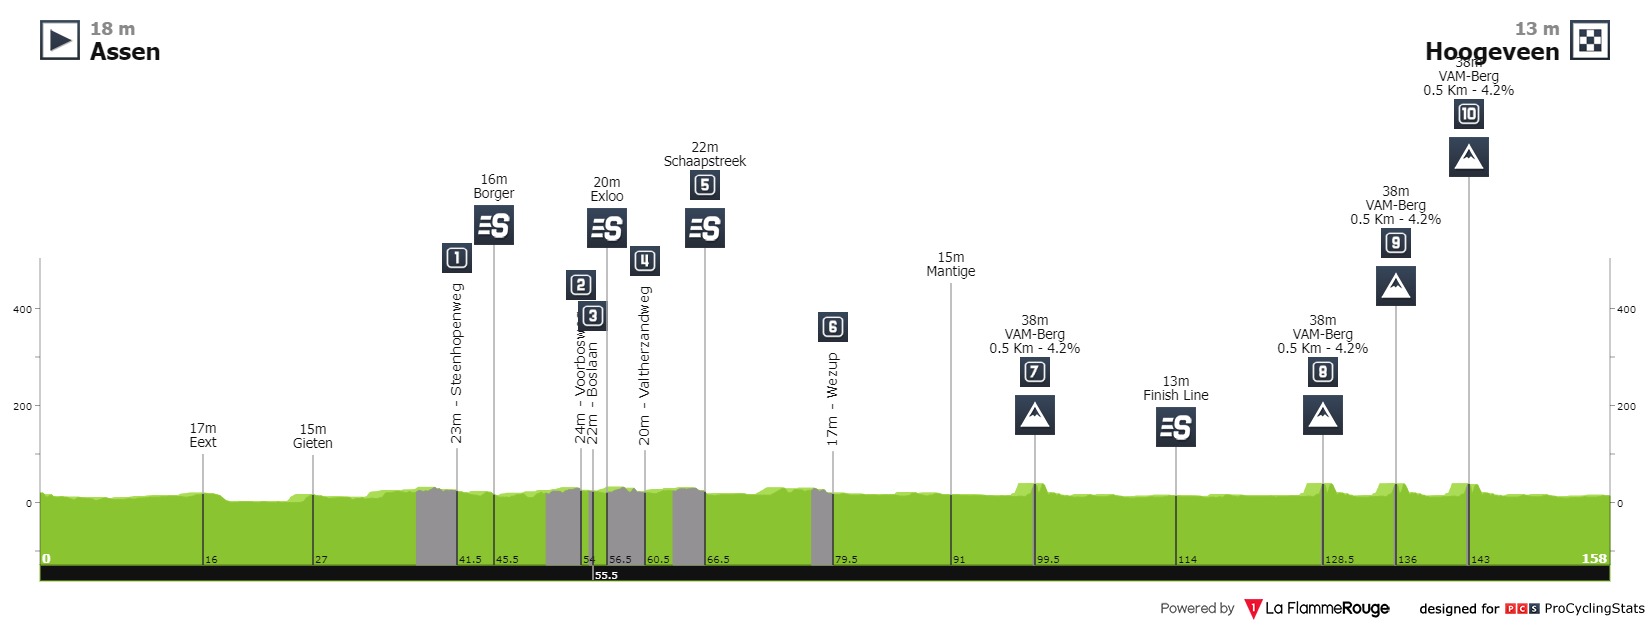 18 m
Assen
13 m
Hoogeveen
38m
VAM-Berg
0.5 Km - 4.2%
10
22m
Schaapstreek
5
16m
Borger
S
20m
Exloo
S
S
38m
VAM-Berg
0.5 Km - 4.2%
9
1
4
2
3
15m
Mantige
6
38m
VAM-Berg
0.5 Km - 4.2%
7
38m
VAM-Berg
0.5 Km - 4.2%
8
13m
Finish Line
S
17m
Eext
15m
Gieten
23m - Steenhopenweg
24m -
22m - Boslaan
20m - Valtherzandweg
17m - Wezup
400
200
0
400
200
0
0
16
27
41.5
45.5
54
55.5
56.5
60.5
66.5
79.5
91
99.5
114
128.5
136
143
158
Powered by 1 La FlammeRouge
designed for PCS ProCyclingStats